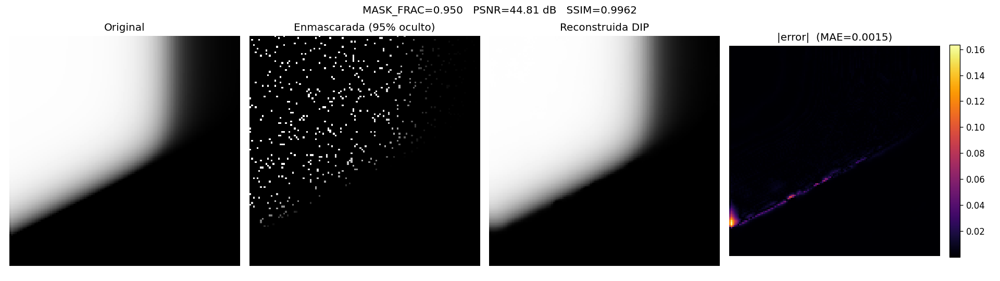 MASK_FRAC=0.950   PSNR=44.81 dB   SSIM=0.9962
Original
Enmascarada (95% oculto)
Reconstruida DIP
|error|  (MAE=0.0015)
0.16
0.14
0.12
0.10
0.08
0.06
0.04
0.02